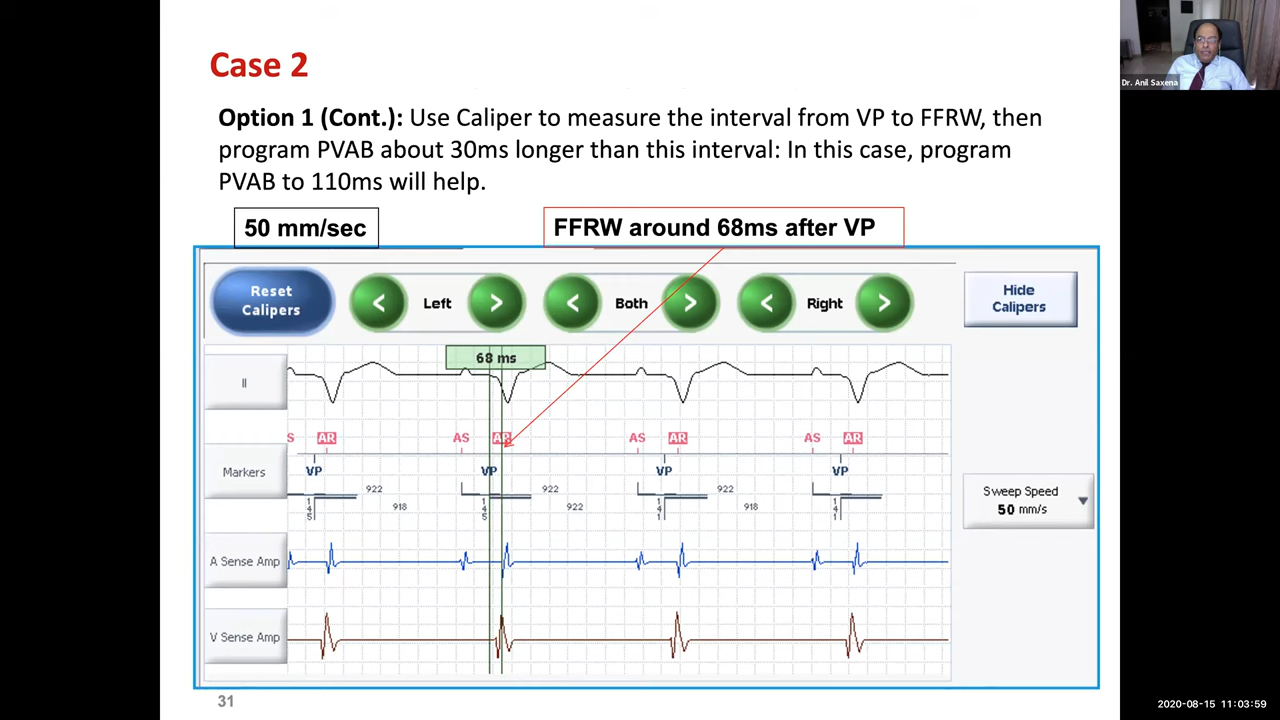 Case 2
Dr. Anil Saxena
Option 1 (Cont.): Use Caliper to measure the interval from VP to FFRW, then
program PVAB about 30ms longer than this interval: In this case, program
PVAB to 110ms will help.
50 mm/sec
FFRW around 68ms after VP
Reset
Calipers
< Left >
< Both >
< Right >
Hide
Calipers
68 ms
II
S AR AS AR AS AR AS AR
Markers
VP VP VP VP
922 922 922
918 922 918
145 145 141 141
Sweep Speed
50 mm/s
A Sense Amp
V Sense Amp
31
2020-08-15 11:03:59